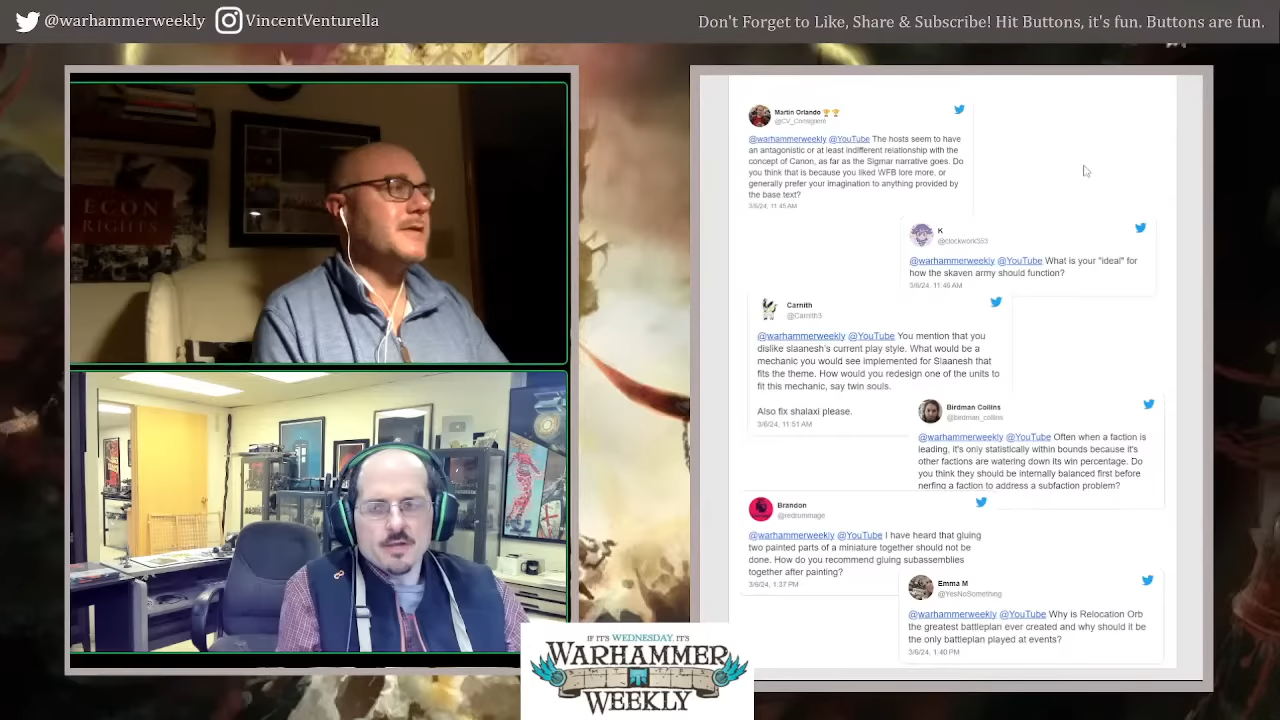 @warhammerweekly VincentVenturella
Don't Forget to Like, Share & Subscribe! Hit Buttons, it's fun. Buttons are fun.
ECON
RIGHTS
Martin Orlando
@CV_Consigliere
@warhammerweekly @YouTube The hosts seem to have
an antagonistic or at least indifferent relationship with the
concept of Canon, as far as the Sigmar narrative goes. Do
you think that is because you liked WFB lore more, or
generally prefer your imagination to anything provided by
the base text?
3/6/24, 11:45 AM
K
@clockwork353
@warhammerweekly @YouTube What is your "ideal" for
how the skaven army should function?
3/6/24, 11:46 AM
Carnith
@Carnith3
@warhammerweekly @YouTube You mention that you
dislike slaanesh's current play style. What would be a
mechanic you would see implemented for Slaanesh that
fits the theme. How would you redesign one of the units to
fit this mechanic, say twin souls.
Also fix shalaxi please.
3/6/24, 11:51 AM
Birdman Collins
@birdman_collins
@warhammerweekly @YouTube Often when a faction is
leading, it's only statistically within bounds because it's
other factions are watering down its win percentage. Do
you think they should be internally balanced first before
nerfing a faction to address a subfaction problem?
Brandon
@redrummage
@warhammerweekly @YouTube I have heard that gluing
two painted parts of a miniature together should not be
done. How do you recommend gluing subassemblies
together after painting?
3/6/24, 1:37 PM
Emma M
@YesNoSomething
@warhammerweekly @YouTube Why is Relocation Orb
the greatest battleplan ever created and why should it be
the only battleplan played at events?
3/6/24, 1:40 PM
IF IT'S WEDNESDAY, IT'S
WARHAMMER
WEEKLY